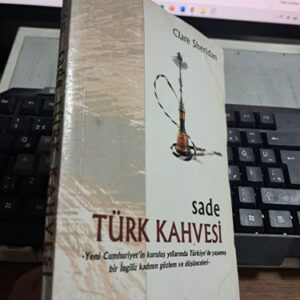 Clare Sheridan
sade
TÜRK KAHVESİ
-Yeni Cumhuriyet'in kuruluş yıllarında Türkiye'de yaşamış
bir İngiliz kadının gözlem ve düşünceleri-